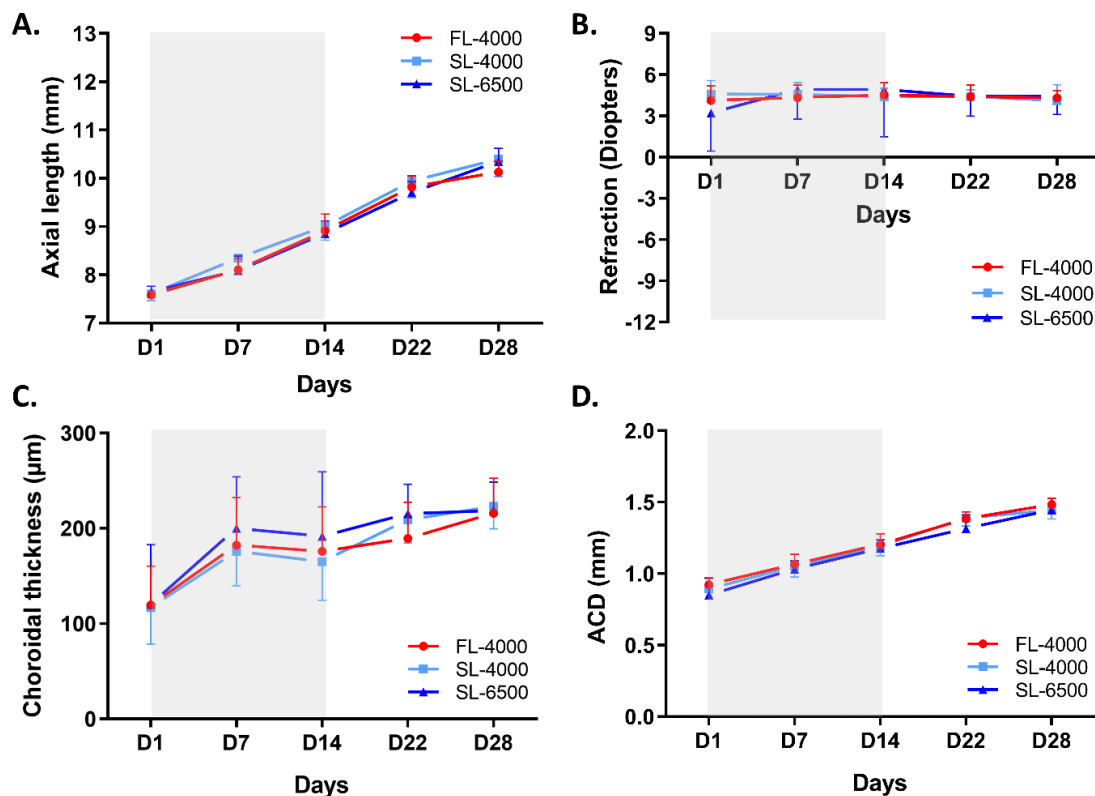 A.
Axial length (mm)
13
12
11
10
9
8
7
D1 D7 D14 D22 D28
Days
FL-4000
SL-4000
SL-6500
B.
Refraction (Diopters)
9
6
3
0
-3
-6
-9
-12
D1 D7 D14 D22 D28
Days
FL-4000
SL-4000
SL-6500
C.
Choroidal thickness (µm)
300
200
100
0
D1 D7 D14 D22 D28
Days
FL-4000
SL-4000
SL-6500
D.
ACD (mm)
2.0
1.5
1.0
0.5
0.0
D1 D7 D14 D22 D28
Days
FL-4000
SL-4000
SL-6500